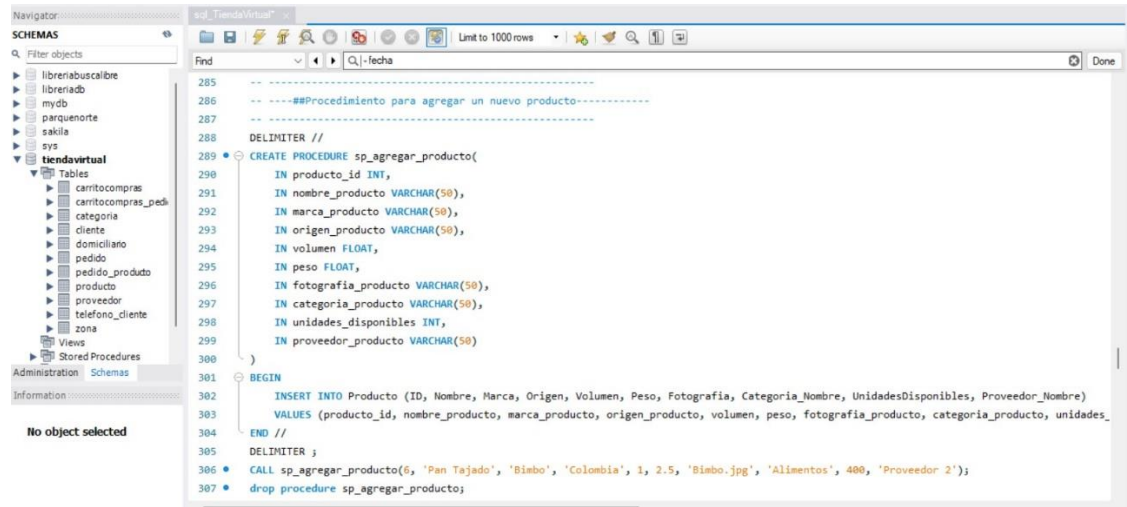 Navigator
SCHEMAS
Filter objects
libreriabuscalibre
libreriadb
mydb
parquenorte
sakila
sys
tiendavirtual
Tables
carritocompras
carritocompras_pedi
categoria
cliente
domiciliario
pedido
pedido_producto
producto
proveedor
telefono_cliente
zona
Views
Stored Procedures
Administration Schemas
Information
No object selected
sql_TiendaVirtual*
Limit to 1000 rows
Find -fecha Done
285 -- ------------------------------------------------------
286 -- ----##Procedimiento para agregar un nuevo producto------------
287 -- ------------------------------------------------------
288 DELIMITER //
289 CREATE PROCEDURE sp_agregar_producto(
290 IN producto_id INT,
291 IN nombre_producto VARCHAR(50),
292 IN marca_producto VARCHAR(50),
293 IN origen_producto VARCHAR(50),
294 IN volumen FLOAT,
295 IN peso FLOAT,
296 IN fotografia_producto VARCHAR(50),
297 IN categoria_producto VARCHAR(50),
298 IN unidades_disponibles INT,
299 IN proveedor_producto VARCHAR(50)
300 )
301 BEGIN
302 INSERT INTO Producto (ID, Nombre, Marca, Origen, Volumen, Peso, Fotografia, Categoria_Nombre, UnidadesDisponibles, Proveedor_Nombre)
303 VALUES (producto_id, nombre_producto, marca_producto, origen_producto, volumen, peso, fotografia_producto, categoria_producto, unidades_
304 END //
305 DELIMITER ;
306 CALL sp_agregar_producto(6, 'Pan Tajado', 'Bimbo', 'Colombia', 1, 2.5, 'Bimbo.jpg', 'Alimentos', 400, 'Proveedor 2');
307 drop procedure sp_agregar_producto;